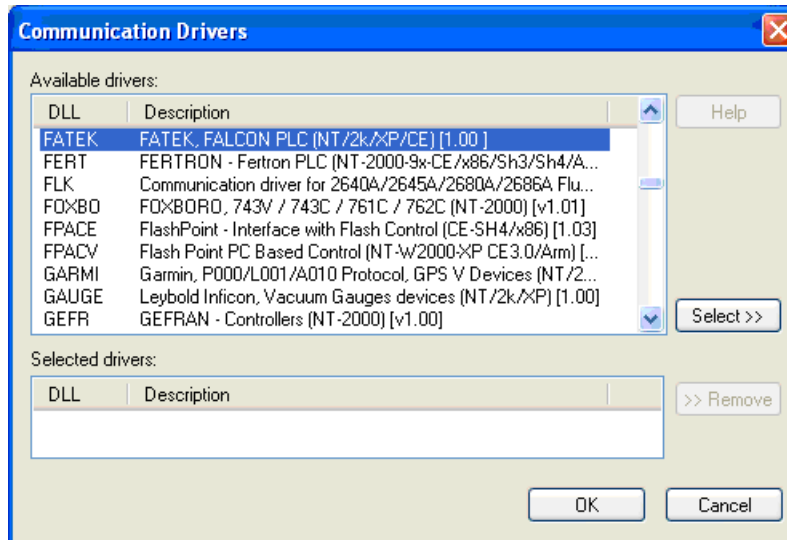 Communication Drivers
Available drivers:
DLL Description
FATEK FATEK, FALCON PLC (NT/2k/XP/CE) [1.00 ]
FERT FERTRON - Fertron PLC (NT-2000-9x-CE/x86/Sh3/Sh4/A...
FLK Communication driver for 2640A/2645A/2680A/2686A Flu...
FOXBO FOXBORO, 743V / 743C / 761C / 762C (NT-2000) [v1.01]
FPACE FlashPoint - Interface with Flash Control (CE-SH4/x86) [1.03]
FPACV Flash Point PC Based Control (NT-W2000-XP CE3.0/Arm) [...
GARMI Garmin, P000/L001/A010 Protocol, GPS V Devices (NT/2...
GAUGE Leybold Inficon, Vacuum Gauges devices (NT/2k/XP) [1.00]
GEFR GEFRAN - Controllers (NT-2000) [v1.00]
Help
Select >>
Selected drivers:
DLL Description
>> Remove
OK Cancel